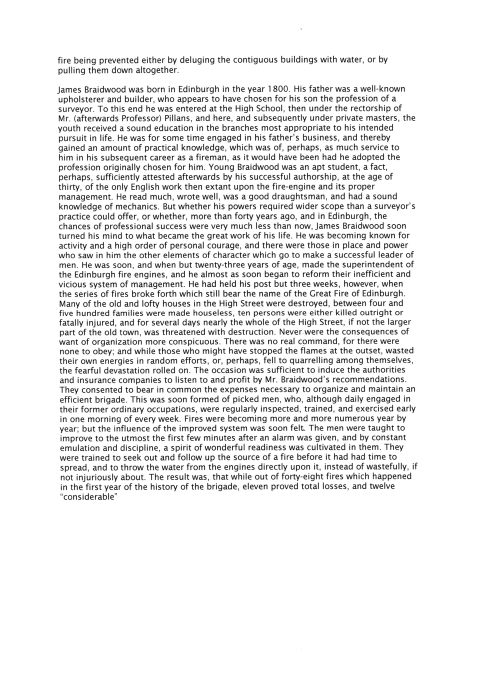 fire being prevented either by deluging the contiguous buildings with water, or by
pulling them down altogether.
James Braidwood was born in Edinburgh in the year 1800. His father was a well-known
upholsterer and builder, who appears to have chosen for his son the profession of a
surveyor. To this end he was entered at the High School, then under the rectorship of
Mr. (afterwards Professor) Pillans, and here, and subsequently under private masters, the
youth received a sound education in the branches most appropriate to his intended
pursuit in life. He was for some time engaged in his father's business, and thereby
gained an amount of practical knowledge, which was of, perhaps, as much service to
him in his subsequent career as a fireman, as it would have been had he adopted the
profession originally chosen for him. Young Braidwood was an apt student, a fact,
perhaps, sufficiently attested afterwards by his successful authorship, at the age of
thirty, of the only English work then extant upon the fire-engine and its proper
management. He read much, wrote well, was a good draughtsman, and had a sound
knowledge of mechanics. But whether his powers required wider scope than a surveyor's
practice could offer, or whether, more than forty years ago, and in Edinburgh, the
chances of professional success were very much less than now, James Braidwood soon
turned his mind to what became the great work of his life. He was becoming known for
activity and a high order of personal courage, and there were those in place and power
who saw in him the other elements of character which go to make a successful leader of
men. He was soon, and when but twenty-three years of age, made the superintendent of
the Edinburgh fire engines, and he almost as soon began to reform their inefficient and
vicious system of management. He had held his post but three weeks, however, when
the series of fires broke forth which still bear the name of the Great Fire of Edinburgh.
Many of the old and lofty houses in the High Street were destroyed, between four and
five hundred families were made houseless, ten persons were either killed outright or
fatally injured, and for several days nearly the whole of the High Street, if not the larger
part of the old town, was threatened with destruction. Never were the consequences of
want of organization more conspicuous. There was no real command, for there were
none to obey; and while those who might have stopped the flames at the outset, wasted
their own energies in random efforts, or, perhaps, fell to quarrelling among themselves,
the fearful devastation rolled on. The occasion was sufficient to induce the authorities
and insurance companies to listen to and profit by Mr. Braidwood's recommendations.
They consented to bear in common the expenses necessary to organize and maintain an
efficient brigade. This was soon formed of picked men, who, although daily engaged in
their former ordinary occupations, were regularly inspected, trained, and exercised early
in one morning of every week. Fires were becoming more and more numerous year by
year; but the influence of the improved system was soon felt. The men were taught to
improve to the utmost the first few minutes after an alarm was given, and by constant
emulation and discipline, a spirit of wonderful readiness was cultivated in them. They
were trained to seek out and follow up the source of a fire before it had had time to
spread, and to throw the water from the engines directly upon it, instead of wastefully, if
not injuriously about. The result was, that while out of forty-eight fires which happened
in the first year of the history of the brigade, eleven proved total losses, and twelve
"considerable"